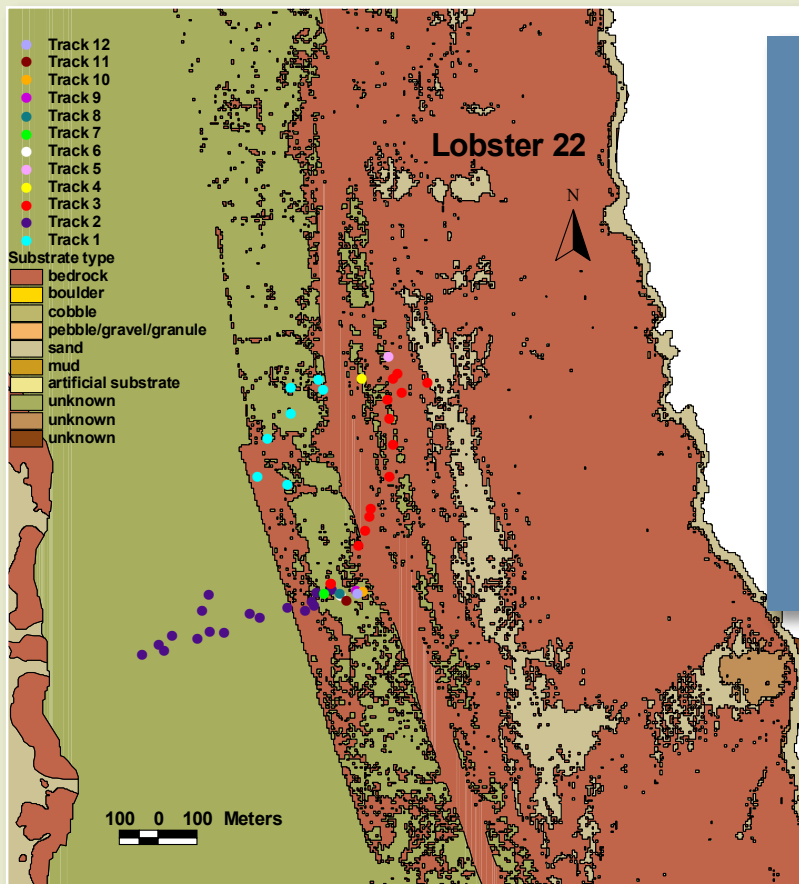 Track 12
Track 11
Track 10
Track 9
Track 8
Track 7
Track 6
Track 5
Track 4
Track 3
Track 2
Track 1
Substrate type
bedrock
boulder
cobble
pebble/gravel/granule
sand
mud
artificial substrate
unknown
unknown
unknown
Lobster 22
N
100 0 100 Meters